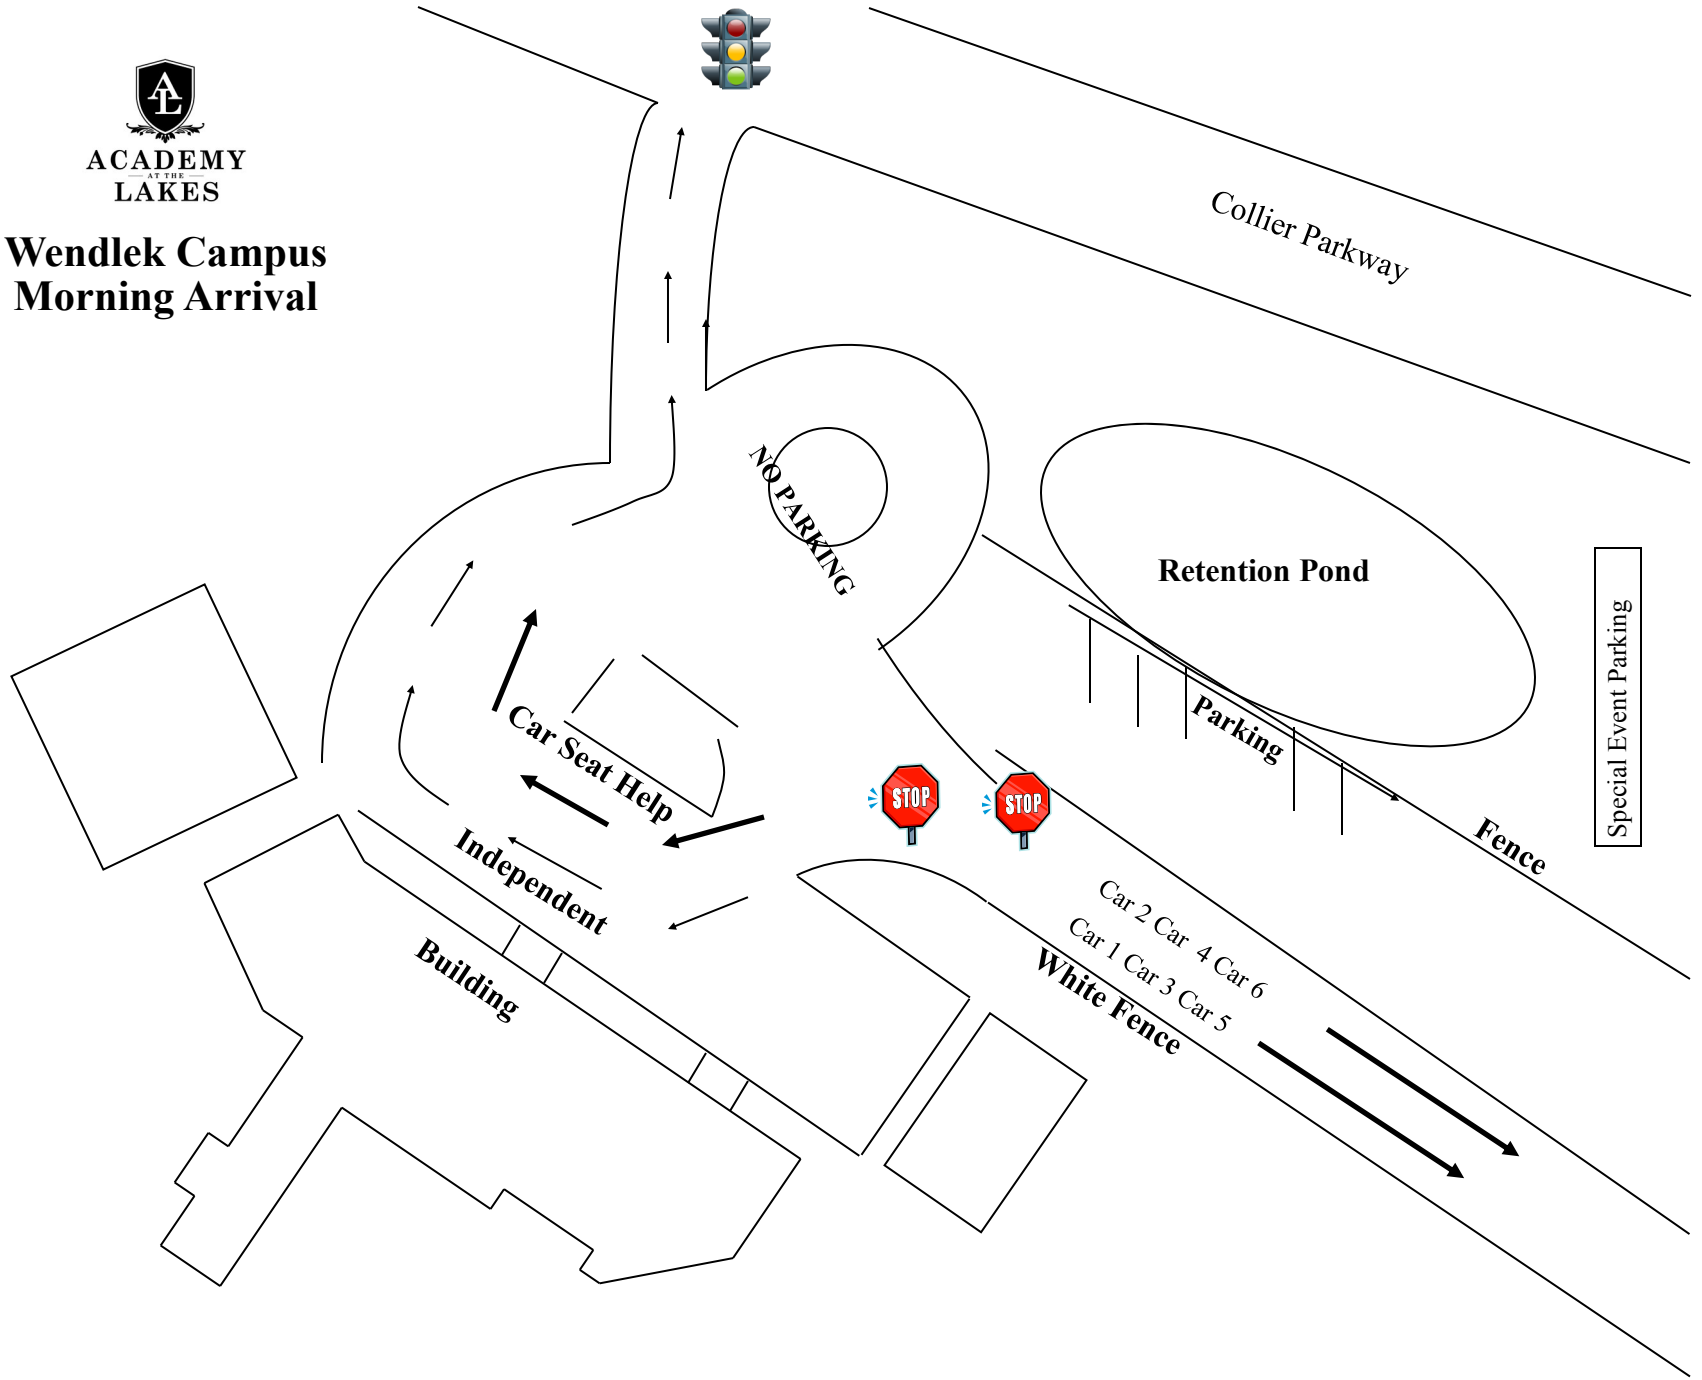 AL
ACADEMY
AT THE
LAKES
Wendlek Campus
Morning Arrival
Collier Parkway
NO PARKING
Retention Pond
Special Event Parking
Parking
Fence
Car Seat Help
STOP
STOP
Independent
Building
Car 2 Car 4 Car 6
Car 1 Car 3 Car 5
White Fence